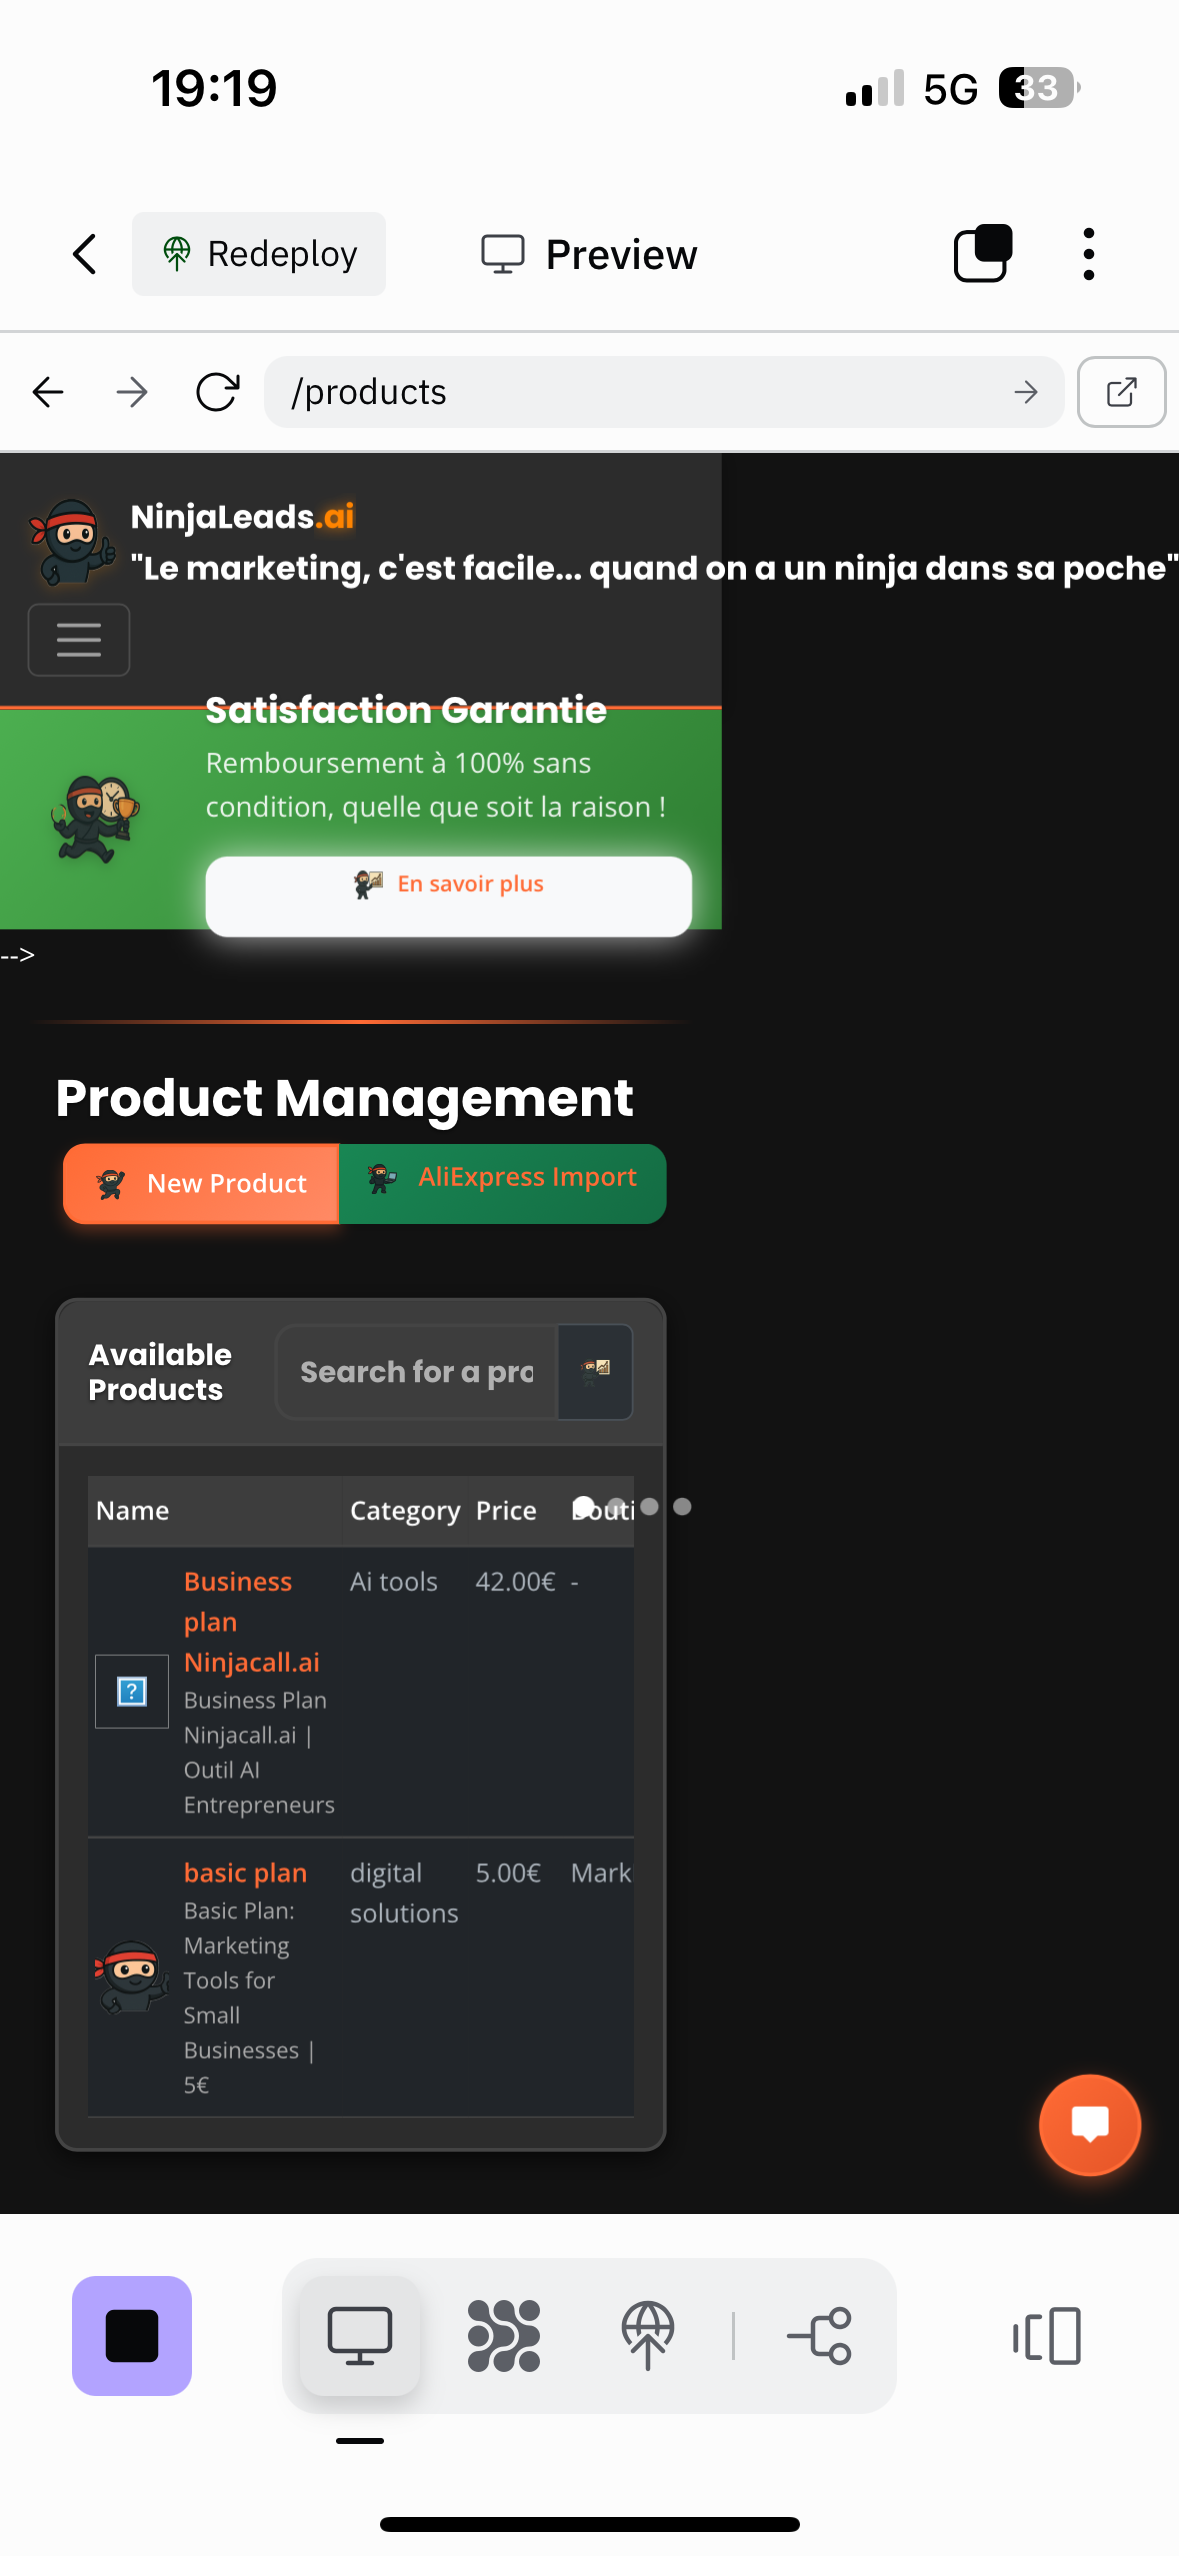 19:19
5G 33
Redeploy
Preview
/products
NinjaLeads.ai
"Le marketing, c'est facile... quand on a un ninja dans sa poche"
Satisfaction Garantie
Remboursement à 100% sans
condition, quelle que soit la raison !
En savoir plus
-->
Product Management
New Product
AliExpress Import
Available
Products
Search for a pro
Name Category Price Bouti
Business
plan
Ninjacall.ai
Business Plan
Ninjacall.ai |
Outil AI
Entrepreneurs
Ai tools
42.00€
-
basic plan
Basic Plan:
Marketing
Tools for
Small
Businesses |
5€
digital
solutions
5.00€
Mark